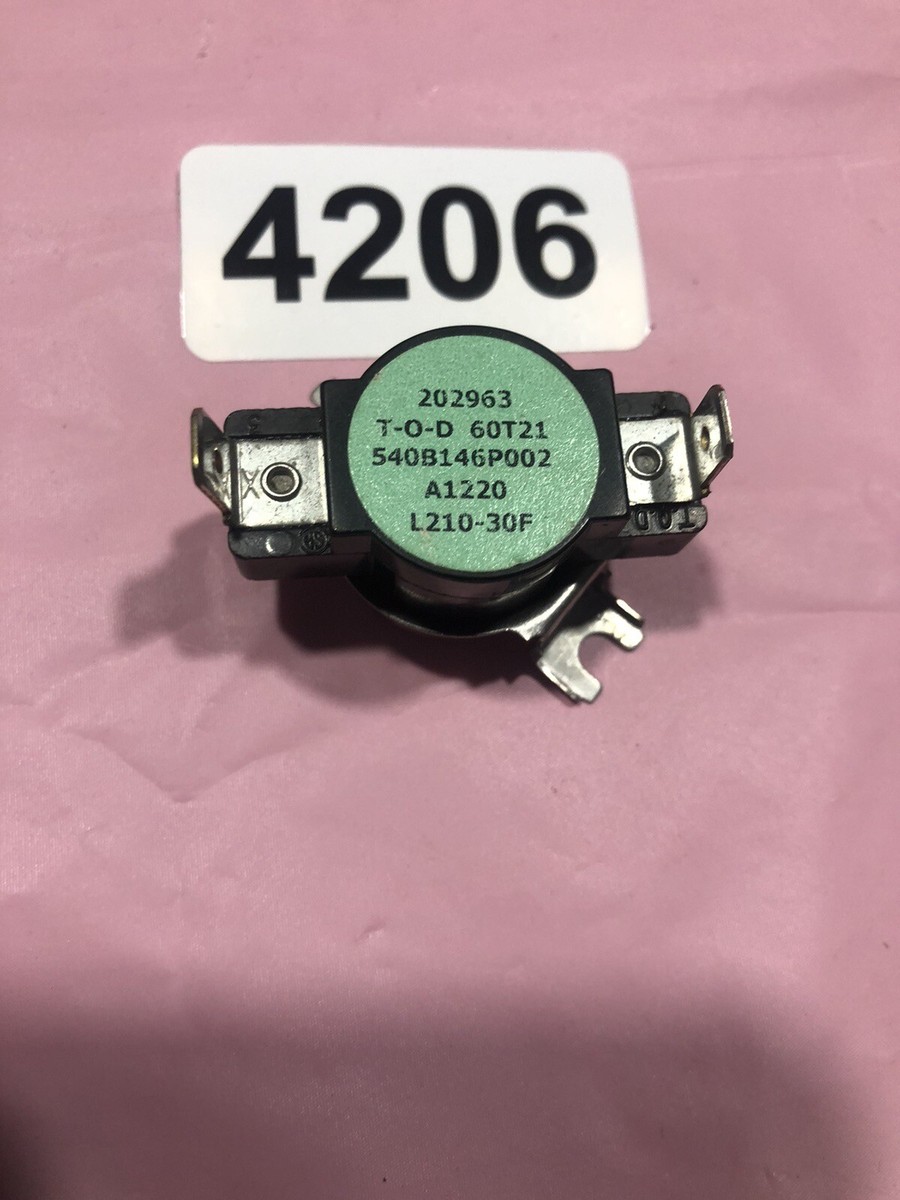 4206
202963
T-O-D 60T21
540B146P002
A1220
L210-30F
T.O.D